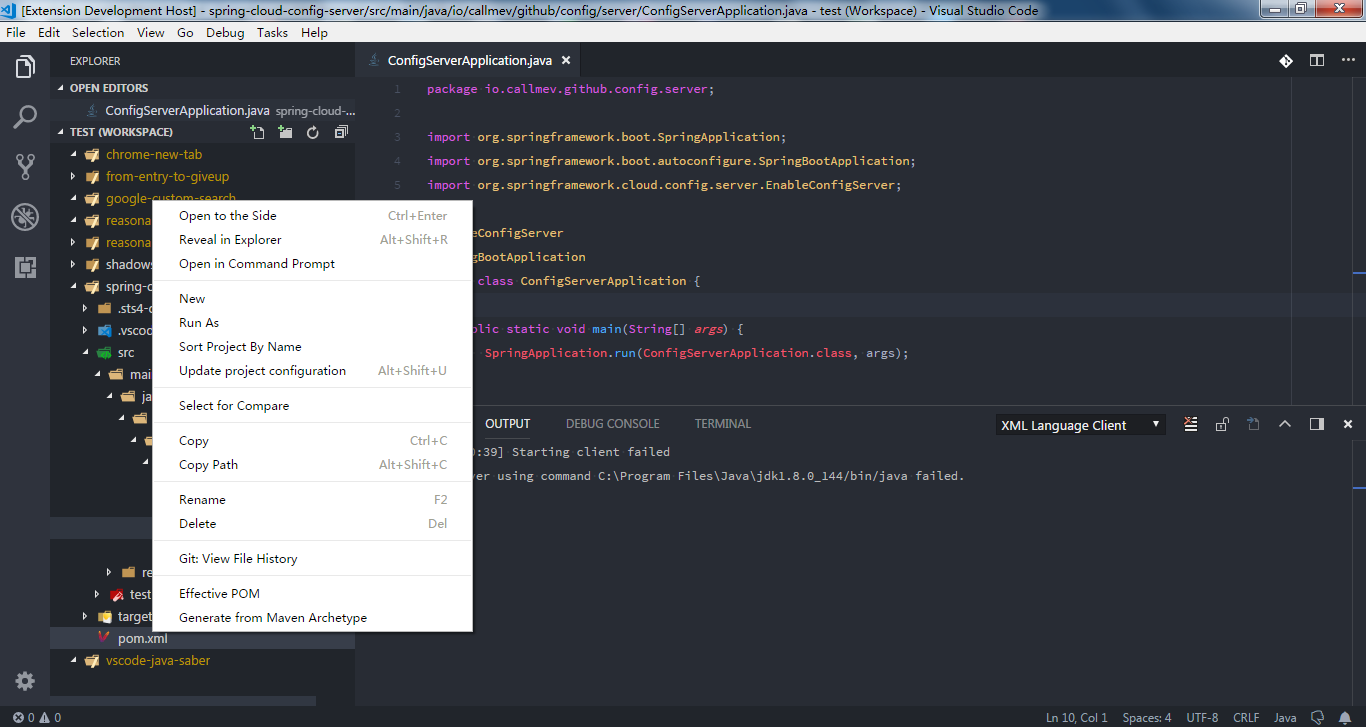 [Extension Development Host] - spring-cloud-config-server/src/main/java/io/callmev/github/config/server/ConfigServerApplication.java - test (Workspace) - Visual Studio Code
File Edit Selection View Go Debug Tasks Help
EXPLORER
OPEN EDITORS
ConfigServerApplication.java spring-cloud-...
TEST (WORKSPACE)
chrome-new-tab
from-entry-to-giveup
google-custom-search
reasona
reasona
shadows
spring-c
.sts4-c
.vscod
src
mai
ja
re
test
target
pom.xml
vscode-java-saber
Open to the Side Ctrl+Enter
Reveal in Explorer Alt+Shift+R
Open in Command Prompt
New
Run As
Sort Project By Name
Update project configuration Alt+Shift+U
Select for Compare
Copy Ctrl+C
Copy Path Alt+Shift+C
Rename F2
Delete Del
Git: View File History
Effective POM
Generate from Maven Archetype
ConfigServerApplication.java
1 package io.callmev.github.config.server;
2
3 import org.springframework.boot.SpringApplication;
4 import org.springframework.boot.autoconfigure.SpringBootApplication;
5 import org.springframework.cloud.config.server.EnableConfigServer;
eConfigServer
gBootApplication
class ConfigServerApplication {
blic static void main(String[] args) {
SpringApplication.run(ConfigServerApplication.class, args);
OUTPUT DEBUG CONSOLE TERMINAL XML Language Client
:39] Starting client failed
ver using command C:\Program Files\Java\jdk1.8.0_144/bin/java failed.
0 0 Ln 10, Col 1 Spaces: 4 UTF-8 CRLF Java